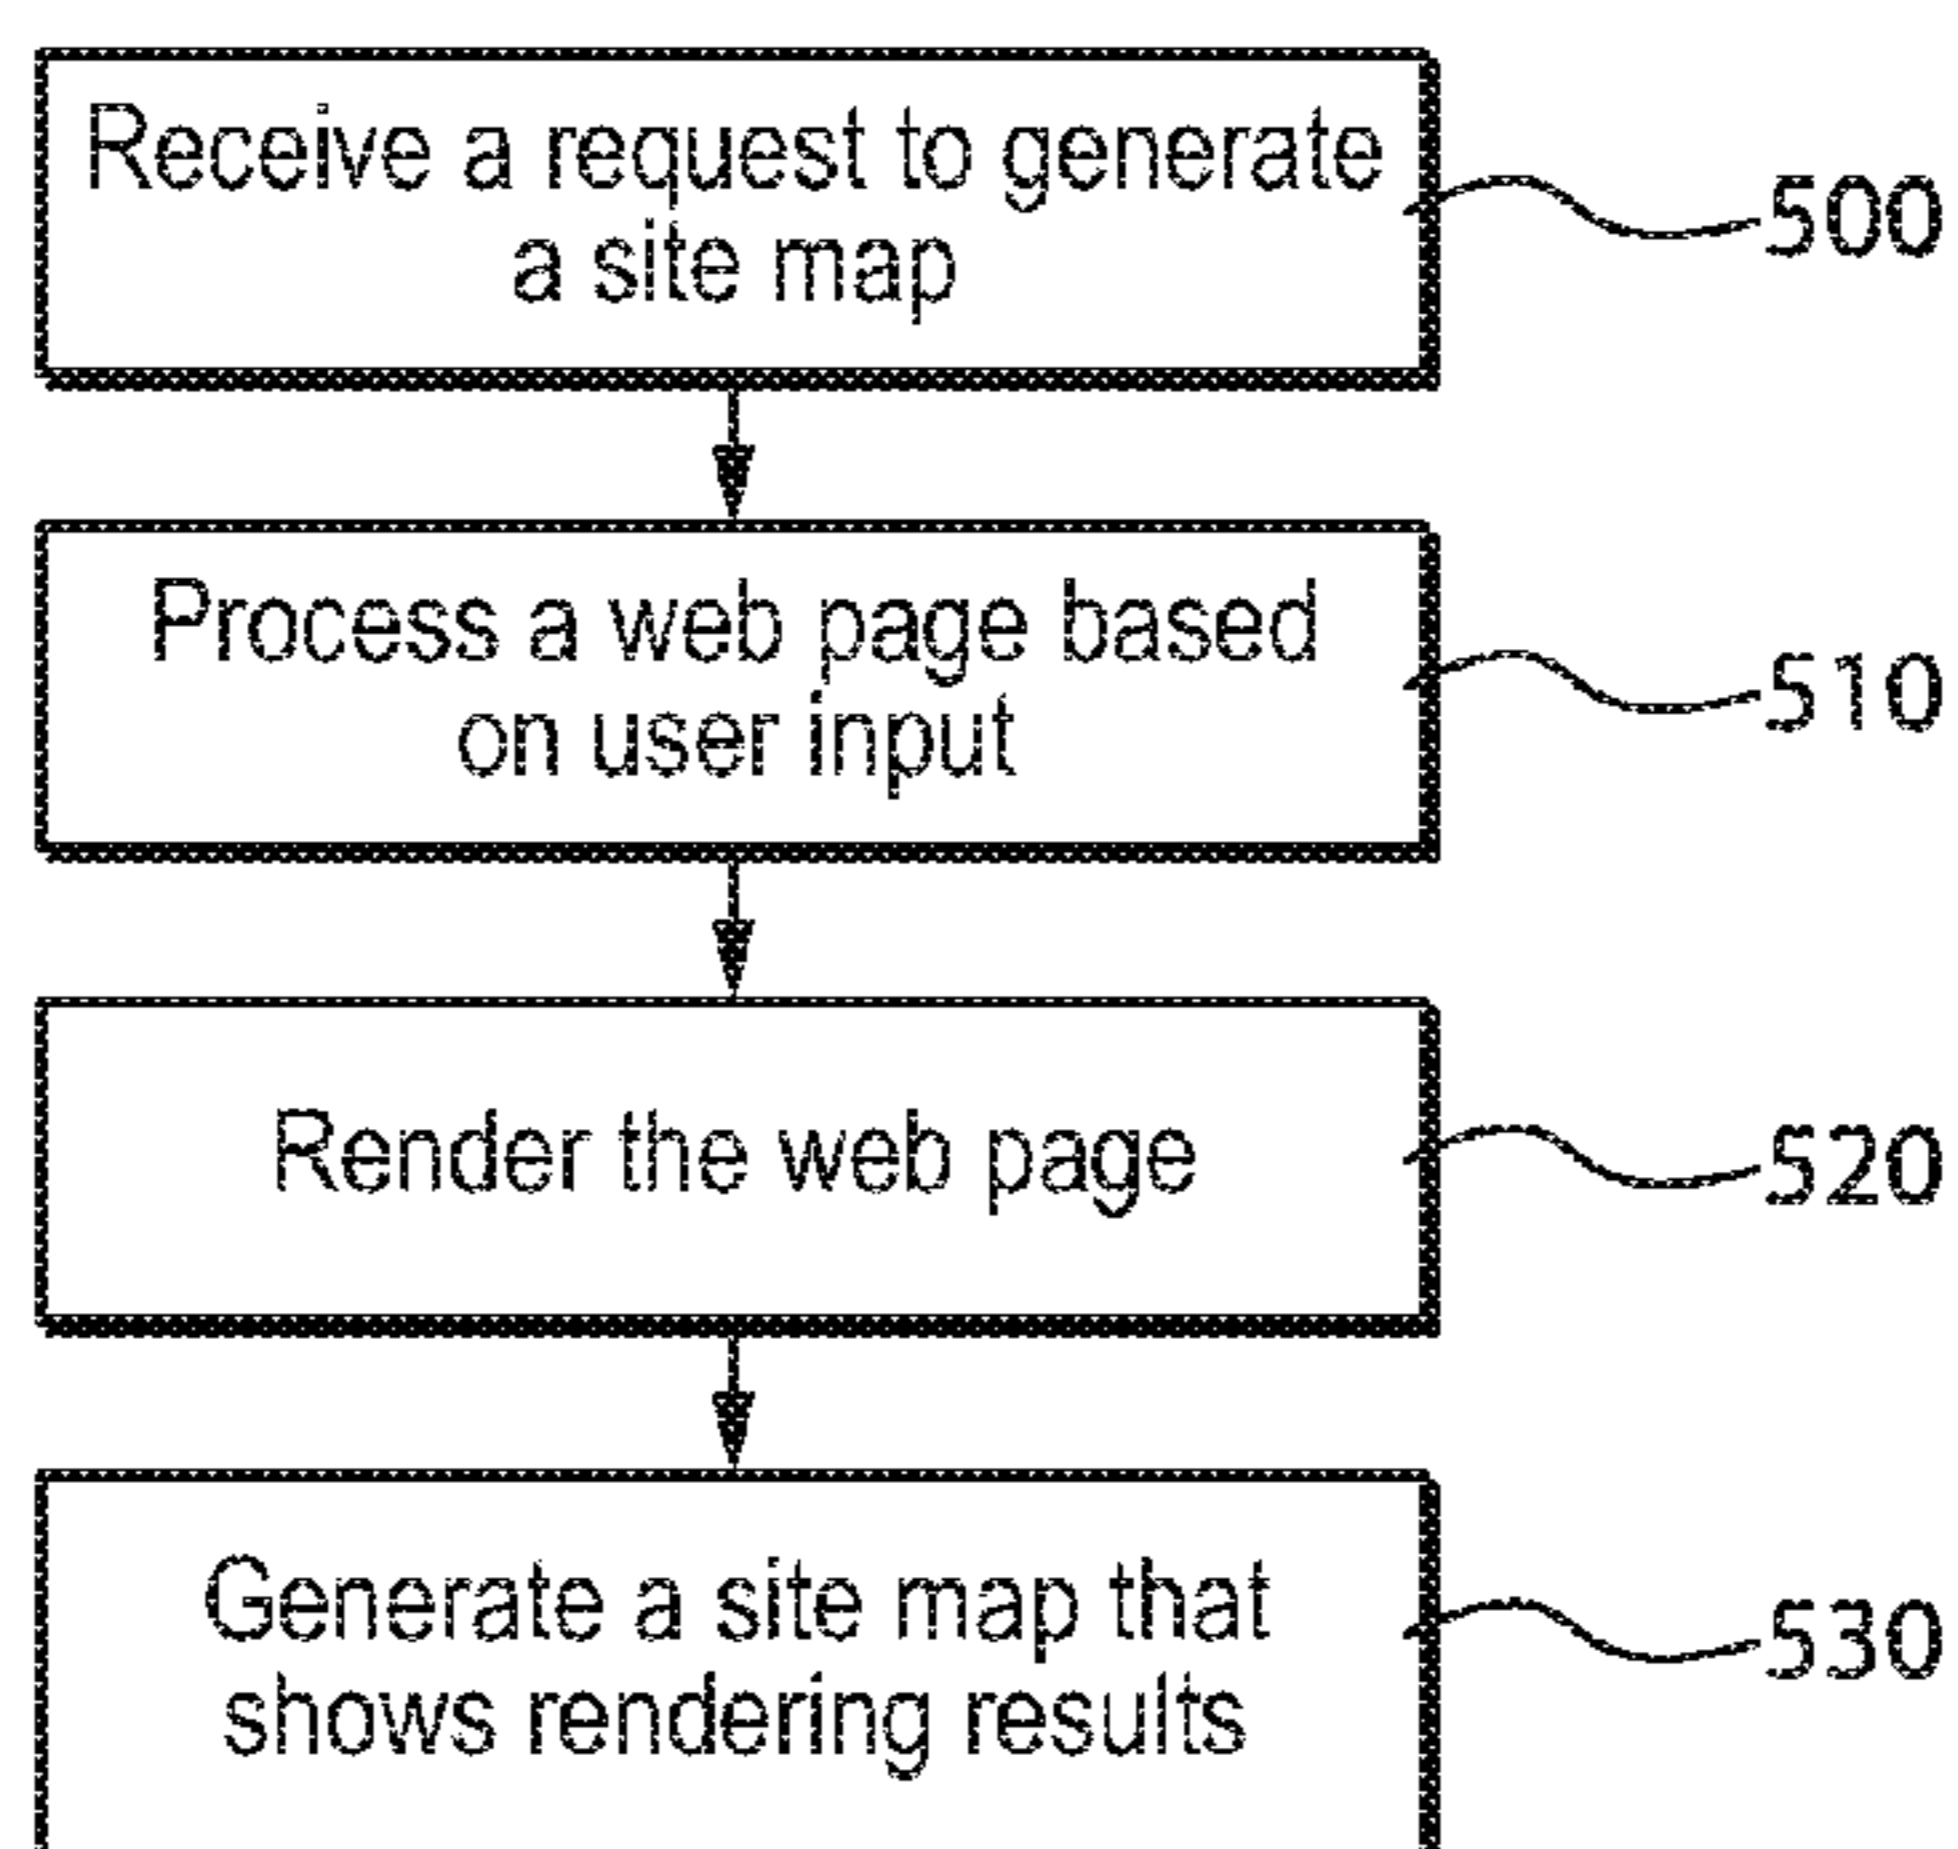 Receive a request to generate
a site map
500
Process a web page based
on user input
510
Render the web page
520
Generate a site map that
shows rendering results
530